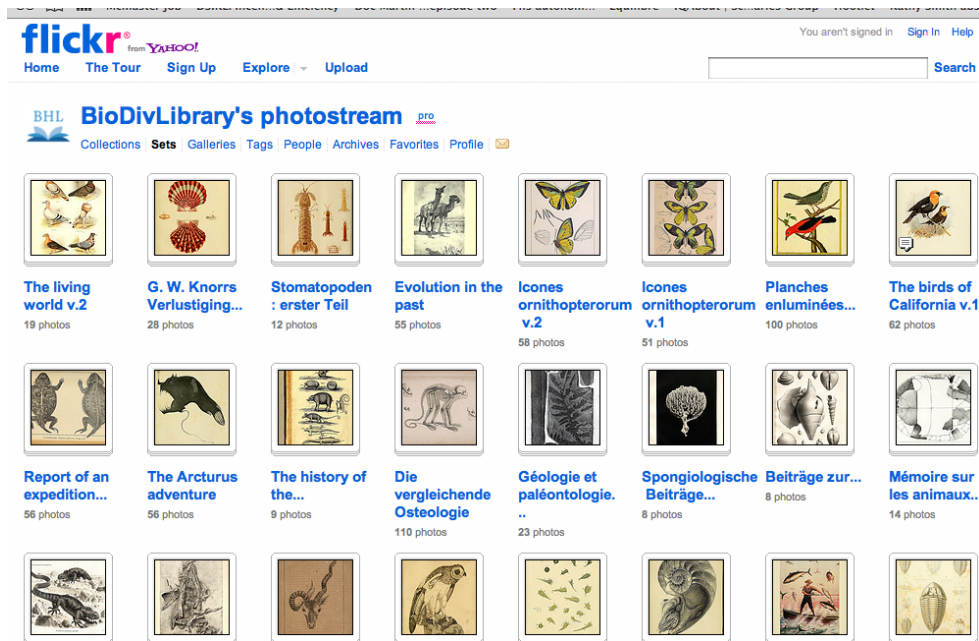 flickr® from YAHOO!
You aren't signed in Sign In Help
Home The Tour Sign Up Explore Upload
Search
BHL
BioDivLibrary's photostream pro
Collections Sets Galleries Tags People Archives Favorites Profile
The living
world v.2
19 photos
G. W. Knorrs
Verlustiging...
28 photos
Stomatopoden
: erster Teil
12 photos
Evolution in the
past
55 photos
Icones
ornithopterorum
v.2
58 photos
Icones
ornithopterorum
v.1
51 photos
Planches
enluminées...
100 photos
The birds of
California v.1
62 photos
Report of an
expedition...
56 photos
The Arcturus
adventure
56 photos
The history of
the...
9 photos
Die
vergleichende
Osteologie
110 photos
Géologie et
paléontologie.
..
23 photos
Spongiologische
Beiträge...
8 photos
Beiträge zur...
8 photos
Mémoire sur
les animaux..
14 photos